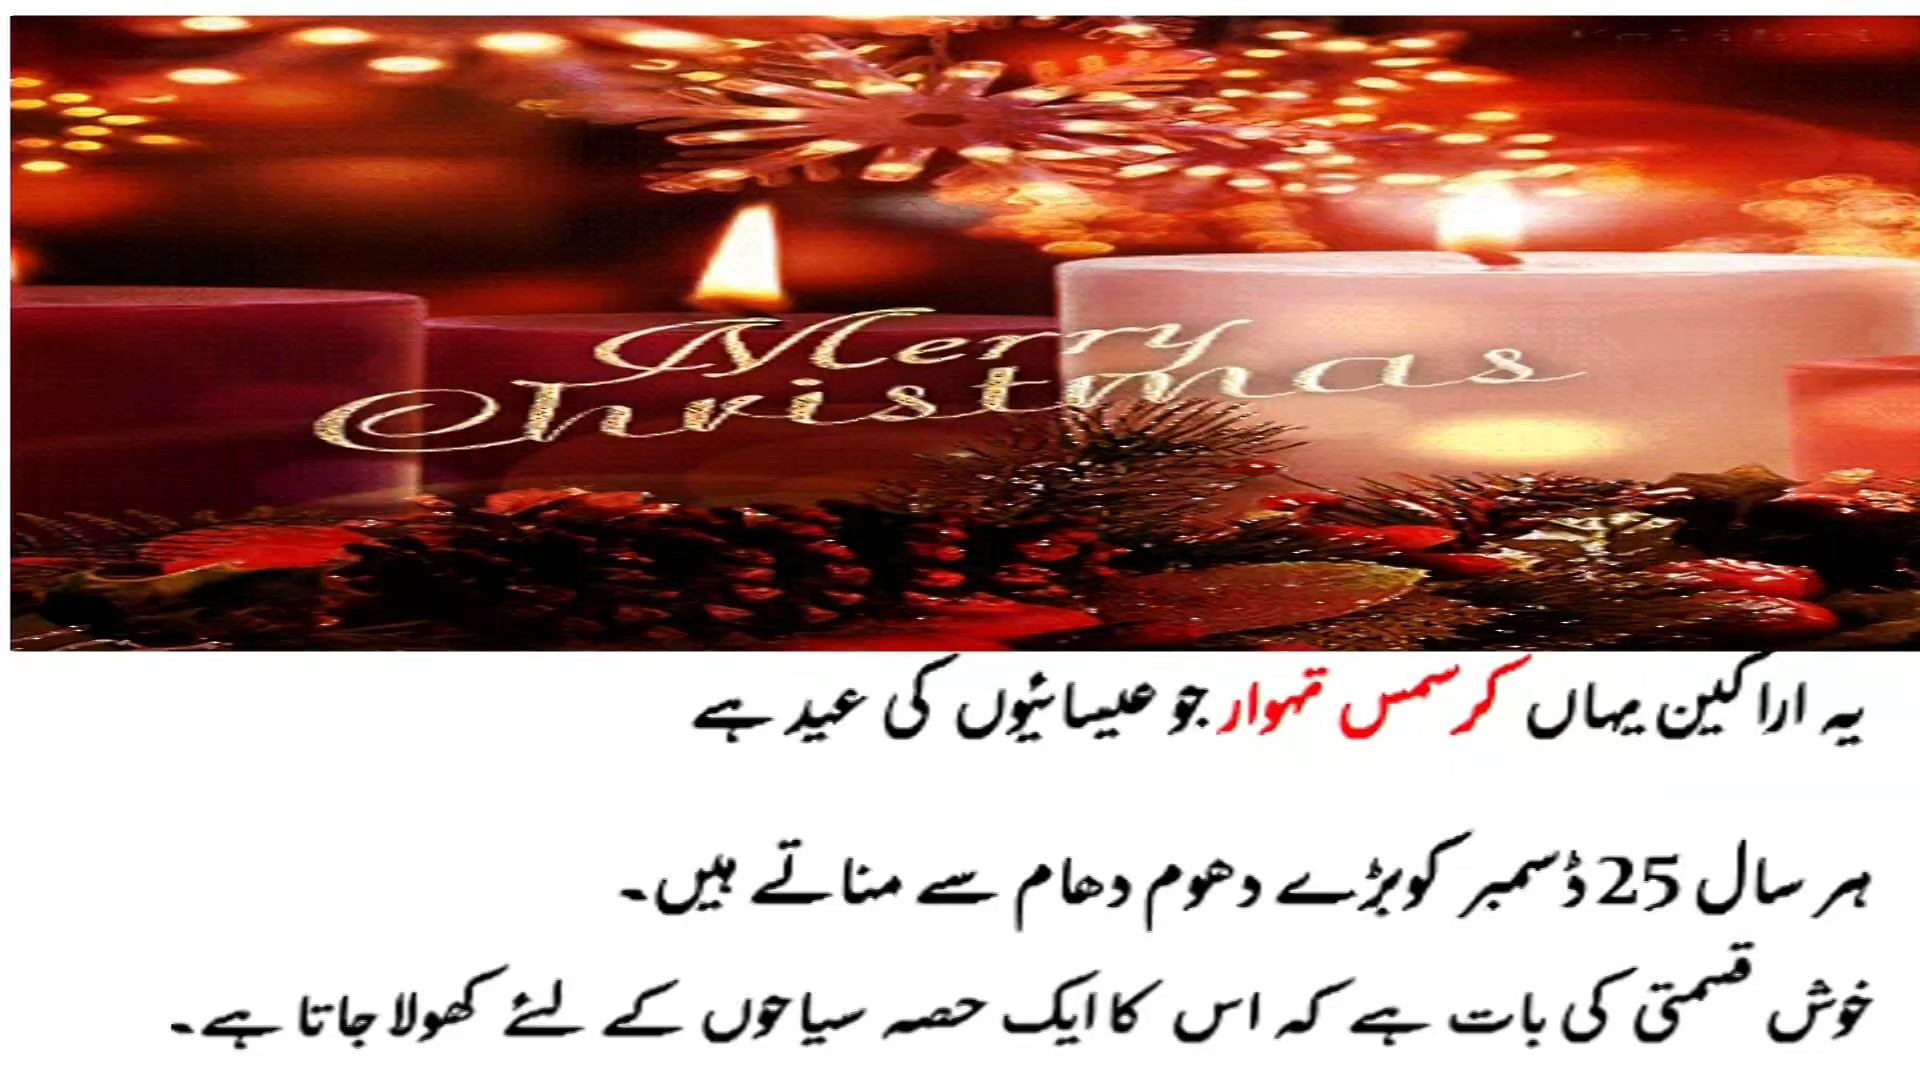 Merry
Christmas
یہ اراکین یہاں کرسمس تہوار جو عیسائیوں کی عید ہے
ہر سال 25 ڈسمبر کو بڑے دھوم دھام سے مناتے ہیں۔
خوش قسمتی کی بات ہے کہ اس کا ایک حصہ سیاحوں کے لئے کھولا جاتا ہے۔